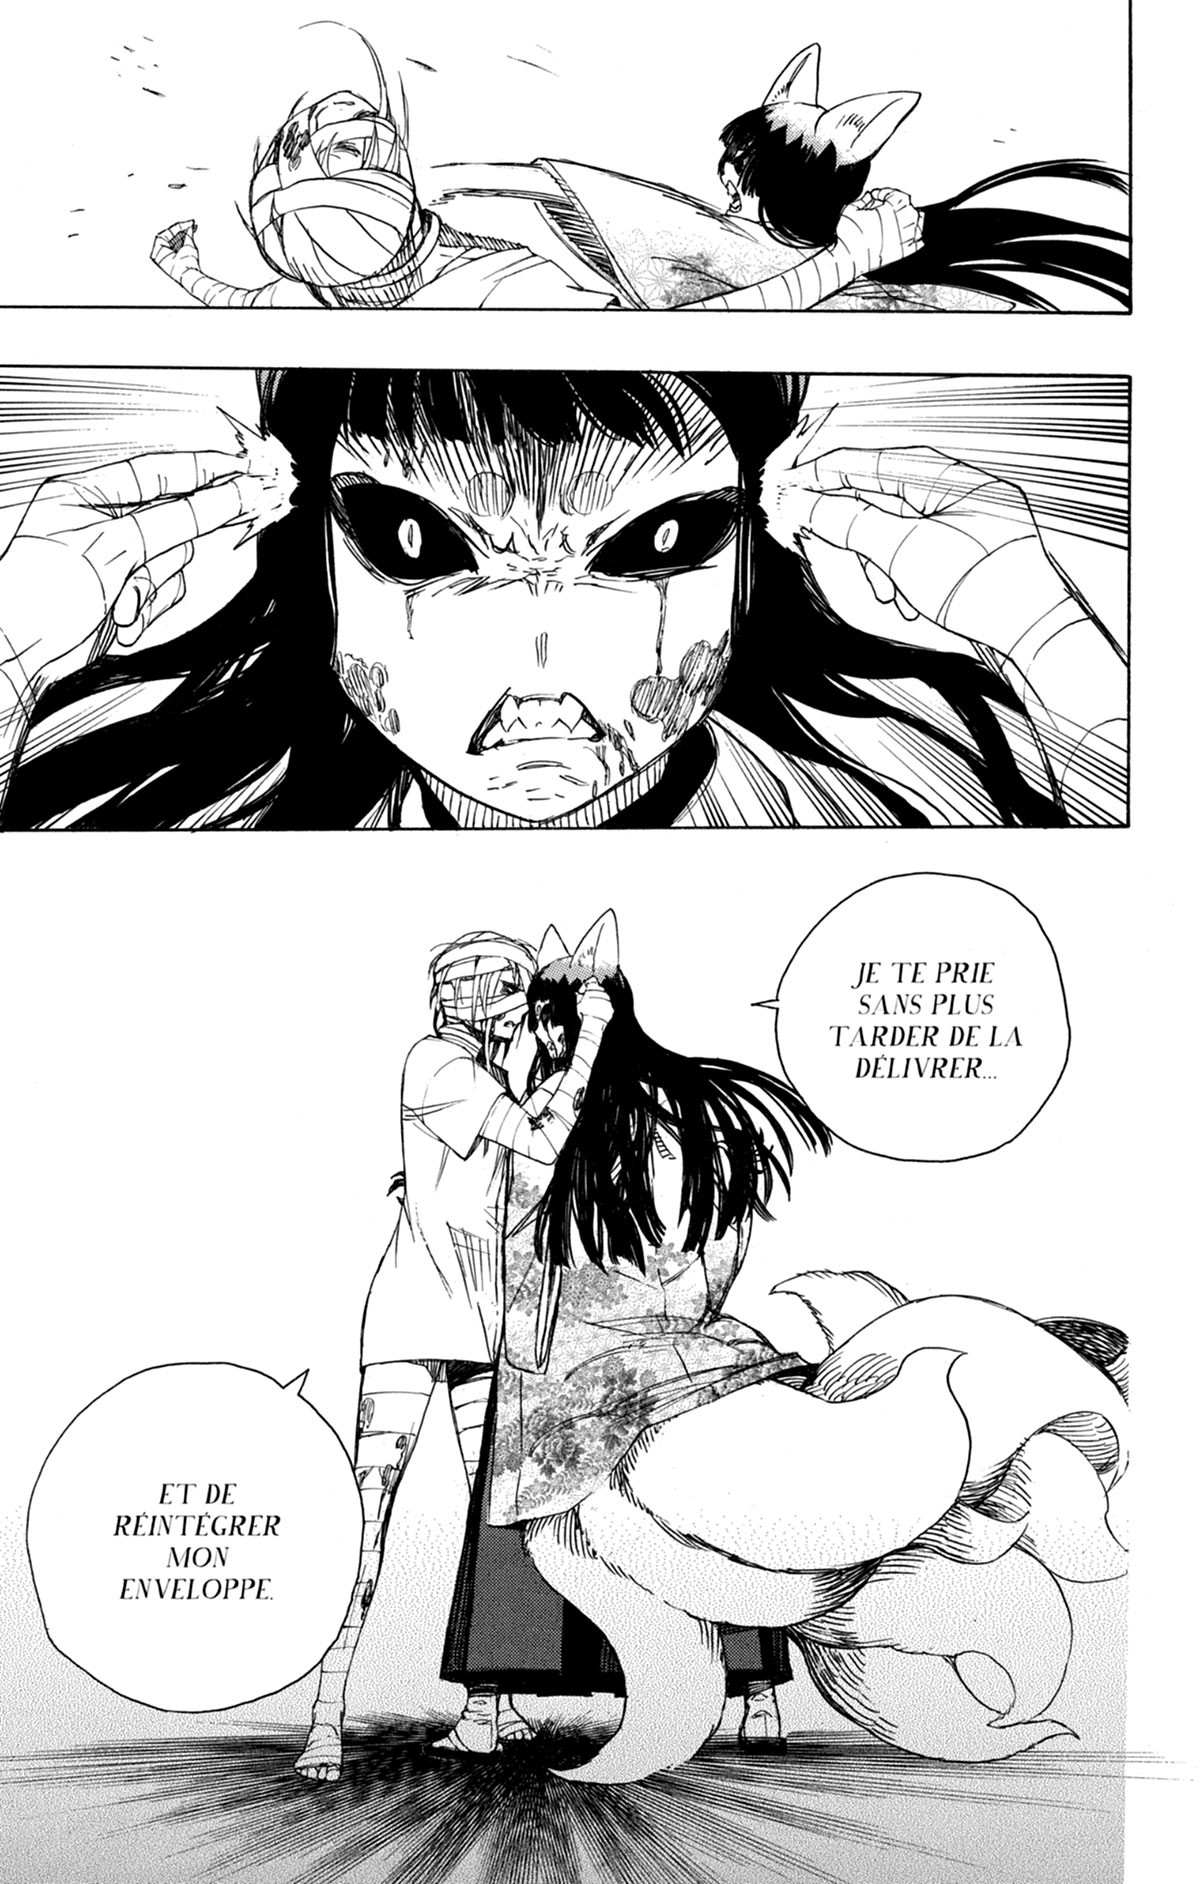 JE TE PRIE
SANS PLUS
TARDER DE LA
DÉLIVRER...
ET DE
RÉINTÉGRER
MON
ENVELOPPE.